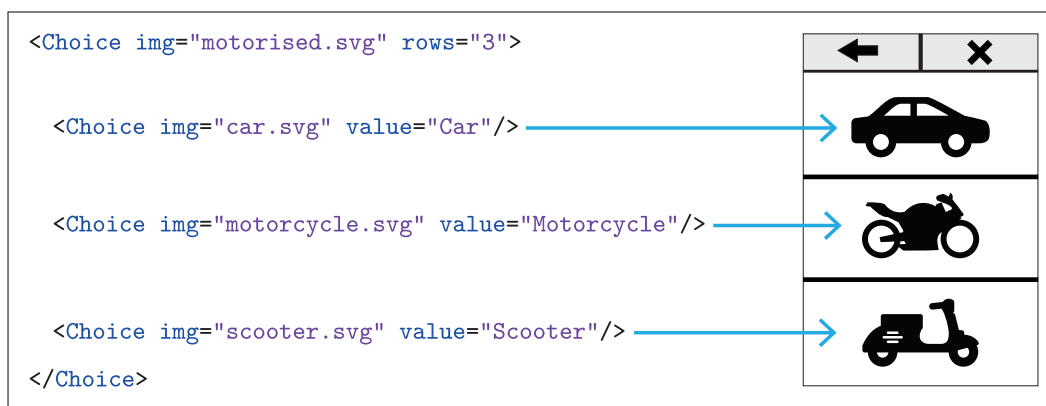 <Choice img="motorised.svg" rows="3">
<Choice img="car.svg" value="Car"/>
<Choice img="motorcycle.svg" value="Motorcycle"/>
<Choice img="scooter.svg" value="Scooter"/>
</Choice>